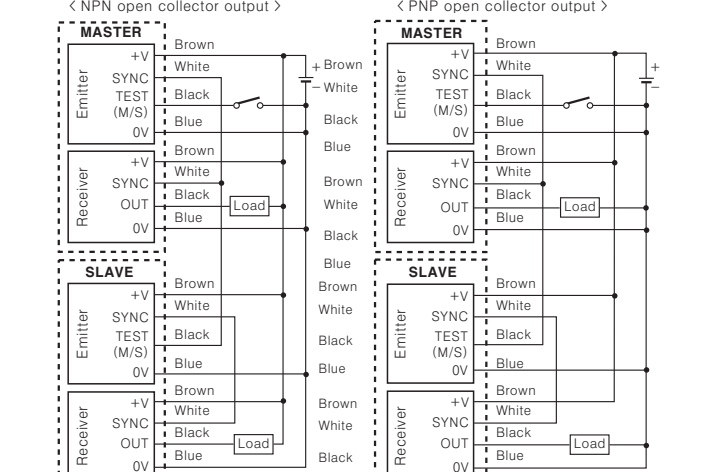 < NPN open collector output >
MASTER
Emitter
+V
Brown
SYNC
White
TEST
(M/S)
Black
0V
Blue
+
−
Receiver
+V
Brown
SYNC
White
OUT
Black
Load
0V
Blue
SLAVE
Emitter
+V
Brown
SYNC
White
TEST
(M/S)
Black
0V
Blue
Receiver
+V
Brown
SYNC
White
OUT
Black
Load
0V
Blue
Brown
White
Black
Blue
Brown
White
Black
Blue
Brown
White
Black
Blue
Brown
White
Black
< PNP open collector output >
MASTER
Emitter
+V
Brown
SYNC
White
TEST
(M/S)
Black
0V
Blue
+
−
Receiver
+V
Brown
SYNC
White
OUT
Black
Load
0V
Blue
SLAVE
Emitter
+V
Brown
SYNC
White
TEST
(M/S)
Black
0V
Blue
Receiver
+V
Brown
SYNC
White
OUT
Black
Load
0V
Blue